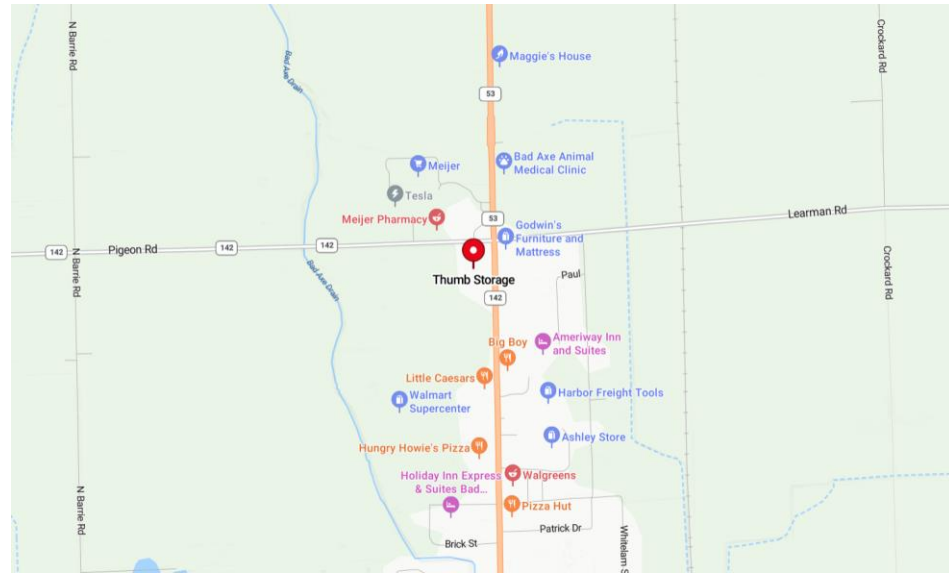 N Barrie Rd
Bad Axe Drain
Maggie's House
Crockard Rd
53
Meijer
Bad Axe Animal
Medical Clinic
Tesla
Meijer Pharmacy
53
Learman Rd
Godwin's
Furniture and
Mattress
142
Pigeon Rd
142
142
N Barrie Rd
Bad Axe Drain
Thumb Storage
Paul
Crockard Rd
142
Big Boy
Ameriway Inn
and Suites
Little Caesars
Walmart
Supercenter
Harbor Freight Tools
Hungry Howie's Pizza
Ashley Store
Holiday Inn Express
& Suites Bad...
Walgreens
N Barrie Rd
Pizza Hut
Patrick Dr
Brick St
Whitelam S